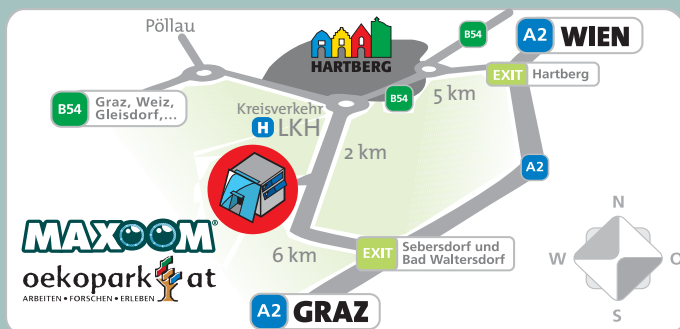 Pöllau
HARTBERG
B54
A2 WIEN
EXIT Hartberg
B54 Graz, Weiz,
Gleisdorf,...
Kreisverkehr
H LKH
B54
5 km
2 km
A2
MAXOOM®
oekopark at
ARBEITEN • FORSCHEN • ERLEBEN
6 km
EXIT Sebersdorf und
Bad Waltersdorf
A2 GRAZ
N
W O
S